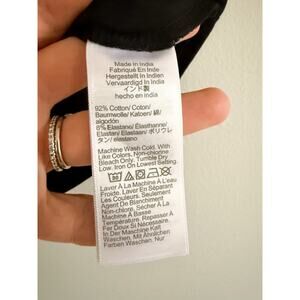 Made in India
Fabriqué En Inde
Hergestellt In Indien
Vervaardigd In India
インド製
hecho en india
92% Cotton/ Coton/
Baumwolle/ Katoen/ 綿/
algodón
8% Elastane/ Élasthanne/
Elastan/ Elastaan/ ポリウレ
タン/ elastano
Machine Wash Cold. With
Like Colors. Non-chlorine
Bleach Only. Tumble Dry
Low. Iron On Lowest Setting.
Laver À La Machine À L'eau
Froide. Laver En Séparant
Les Couleurs. Seulement
Agent De Blanchiment
Non-chloré. Sécher À
Machine À Basse
Température. Repasser À
Fer Doux Si Nécessaire.
In Der Maschine Kalt
Waschen. Mit Ähnlichen
Farben Waschen. Nur